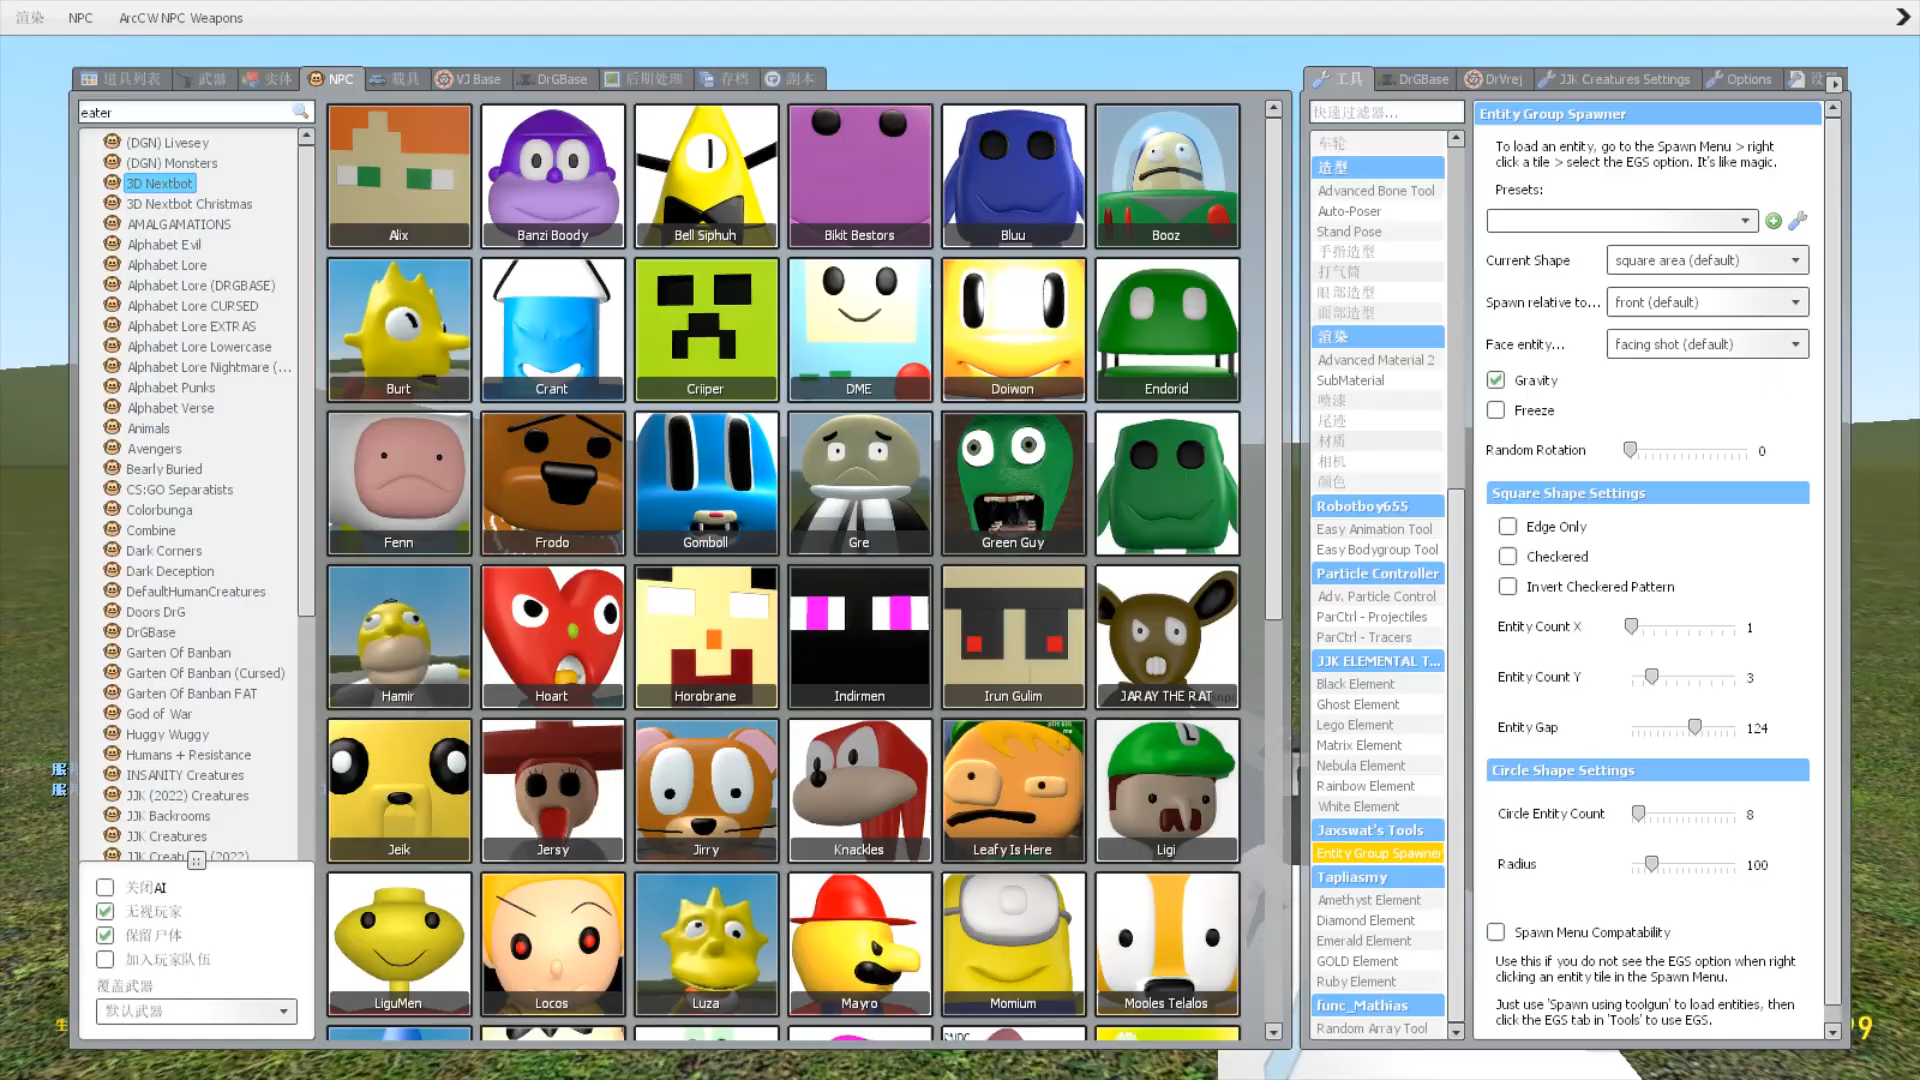 渲染 NPC ArcCW NPC Weapons
道具列表 武器 实体 NPC 载具 VJ Base DrGBase 后期处理 存档 副本
eater
(DGN) Livesey
(DGN) Monsters
3D Nextbot
3D Nextbot Christmas
AMALGAMATIONS
Alphabet Evil
Alphabet Lore
Alphabet Lore (DRGBASE)
Alphabet Lore CURSED
Alphabet Lore EXTRAS
Alphabet Lore Lowercase
Alphabet Lore Nightmare (...
Alphabet Punks
Alphabet Verse
Animals
Avengers
Bearly Buried
CS:GO Separatists
Colorbunga
Combine
Dark Corners
Dark Deception
DefaultHumanCreatures
Doors DrG
DrGBase
Garten Of Banban
Garten Of Banban (Cursed)
Garten Of Banban FAT
God of War
Huggy Wuggy
Humans + Resistance
INSANITY Creatures
JJK (2022) Creatures
JJK Backrooms
JJK Creatures
关闭AI
无视玩家
保留尸体
加入玩家队伍
覆盖武器
默认武器
Alix
Banzi Boody
Bell Siphuh
Bikit Bestors
Bluu
Booz
Burt
Crant
Criiper
DME
Doiwon
Endorid
Fenn
Frodo
Gomboll
Gre
Green Guy
Hamir
Hoart
Horobrane
Indirmen
Irun Gulim
JARAY THE RAT
Jeik
Jersy
Jirry
Knackles
Leafy Is Here
Ligi
LiguMen
Locos
Luza
Mayro
Momium
Mooles Telalos
工具 DrGBase DrVrej JJK Creatures Settings Options 设
快速过滤器...
车轮
造型
Advanced Bone Tool
Auto-Poser
Stand Pose
手指造型
打气筒
眼部造型
面部造型
渲染
Advanced Material 2
SubMaterial
喷漆
尾迹
材质
相机
颜色
Robotboy655
Easy Animation Tool
Easy Bodygroup Tool
Particle Controller
Adv. Particle Control
ParCtrl - Projectiles
ParCtrl - Tracers
JJK ELEMENTAL T...
Black Element
Ghost Element
Lego Element
Matrix Element
Nebula Element
Rainbow Element
White Element
Jaxswat's Tools
Entity Group Spawner
Tapliasmy
Amethyst Element
Diamond Element
Emerald Element
GOLD Element
Ruby Element
func_Mathias
Random Array Tool
Entity Group Spawner
To load an entity, go to the Spawn Menu > right
click a tile > select the EGS option. It's like magic.
Presets:
Current Shape square area (default)
Spawn relative to... front (default)
Face entity... facing shot (default)
Gravity
Freeze
Random Rotation 0
Square Shape Settings
Edge Only
Checkered
Invert Checkered Pattern
Entity Count X 1
Entity Count Y 3
Entity Gap 124
Circle Shape Settings
Circle Entity Count 8
Radius 100
Spawn Menu Compatability
Use this if you do not see the EGS option when right
clicking an entity tile in the Spawn Menu.
Just use 'Spawn using toolgun' to load entities, then
click the EGS tab in 'Tools' to use EGS.